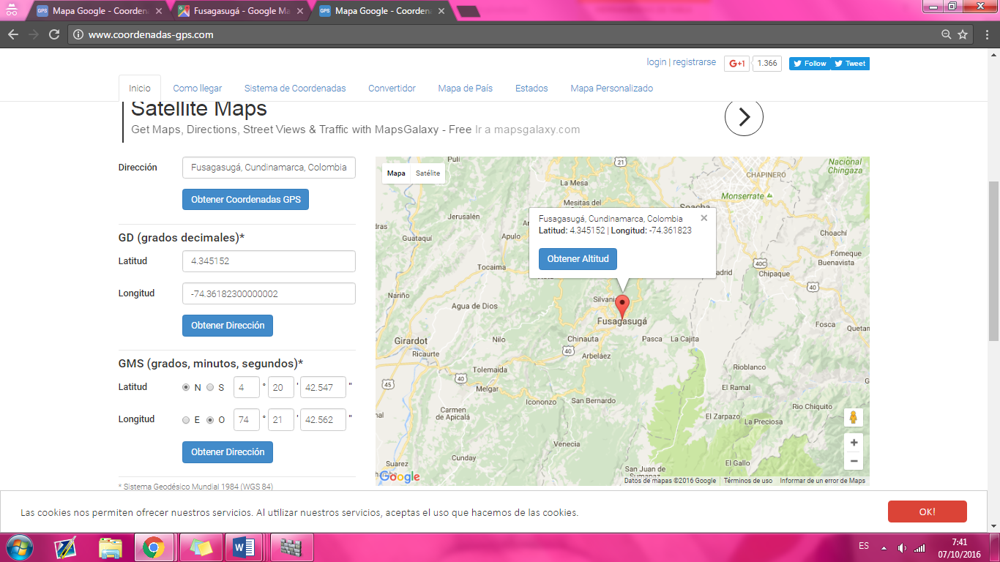 Mapa Google - Coordena
Fusagasugá - Google Ma
Mapa Google - Coordena
www.coordenadas-gps.com
login | registrarse
G+1
1.366
Follow
Tweet
Inicio
Como llegar
Sistema de Coordenadas
Convertidor
Mapa de País
Estados
Mapa Personalizado
Satellite Maps
Get Maps, Directions, Street Views & Traffic with MapsGalaxy - Free Ir a mapsgalaxy.com
Dirección
Fusagasugá, Cundinamarca, Colombia
Obtener Coordenadas GPS
GD (grados decimales)*
Latitud
4.345152
Longitud
-74.36182300000002
Obtener Dirección
GMS (grados, minutos, segundos)*
Latitud
N S 4 ° 20 ' 42.547 "
Longitud
E O 74 ° 21 ' 42.562 "
Obtener Dirección
* Sistema Geodésico Mundial 1984 (WGS 84)
Mapa
Satélite
Pulí
21
Nacional
Chingaza
CHAPINERO
La Mesa
Monserrate
Mesitas del
Soacha
Jerusalén
Guataquí
Apulo
Choachí
Fusagasugá, Cundinamarca, Colombia
Latitud: 4.345152 | Longitud: -74.361823
Obtener Altitud
Tocaima
Fómeque
Buenavista
40C
Chipaque
40
Nariño
Agua de Dios
Silvani
Fusagasugá
Fosca
Quetam
Girardot
Nilo
Chinauta
Pasca
La Cajita
Ricaurte
40
Arbeláez
Tolemaida
Rioblanco
45
40
Melgar
El Ramal
Icononzo
San Bernardo
Rio Chiquito
Carmen
de Apicalá
El Zarpazo
La Preciosa
Venecia
Cunday
El Gallo
Suarez
San Juan de
Sumapaz
Google
Datos de mapas ©2016 Google
Términos de uso
Informar de un error de Maps
Las cookies nos permiten ofrecer nuestros servicios. Al utilizar nuestros servicios, aceptas el uso que hacemos de las cookies.
OK!
ES
7:41
07/10/2016